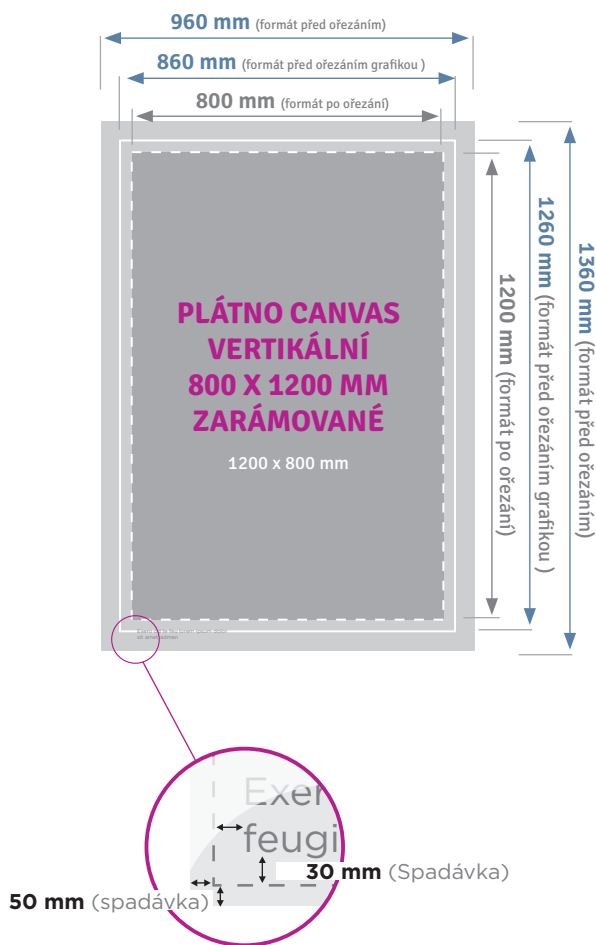 960 mm (formát před ořezáním)
860 mm (formát před ořezáním grafikou )
800 mm (formát po ořezání)
PLÁTNO CANVAS
VERTIKÁLNÍ
800 X 1200 MM
ZARÁMOVANÉ
1200 x 800 mm
1200 mm (formát po ořezání)
1260 mm (formát před ořezáním grafikou )
1360 mm (formát před ořezáním)
Exer
feugi
30 mm (Spadávka)
50 mm (spadávka)